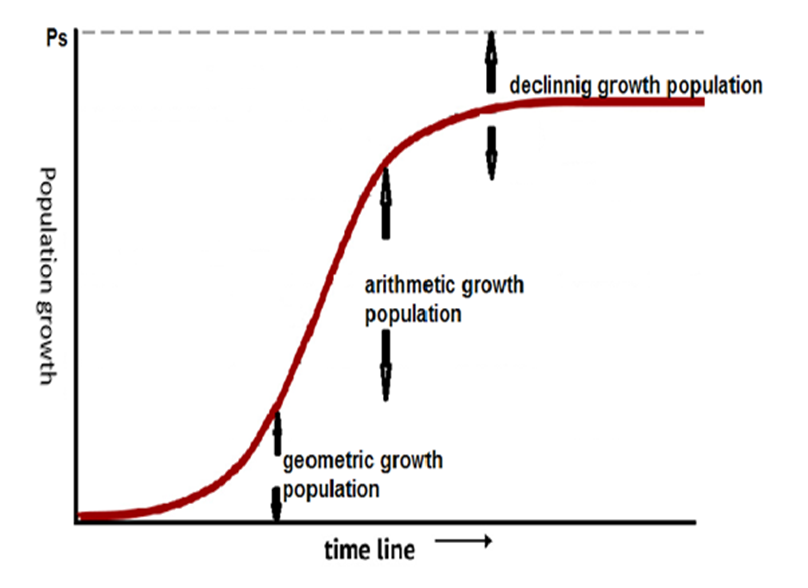 Ps
declinnig growth population
Population growth
arithmetic growth
population
geometric growth
population
time line